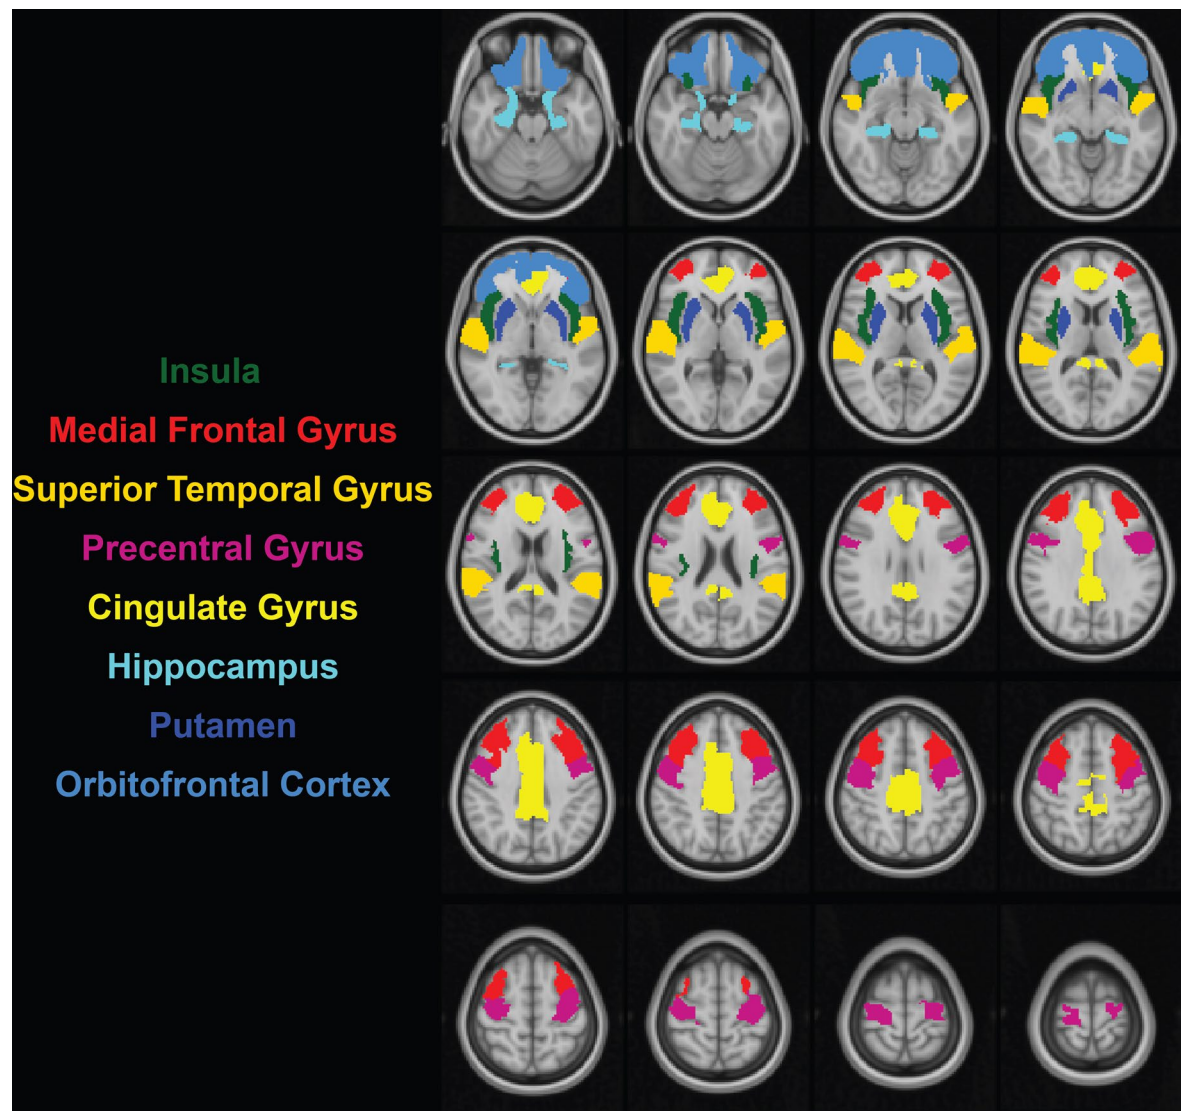 Insula
Medial Frontal Gyrus
Superior Temporal Gyrus
Precentral Gyrus
Cingulate Gyrus
Hippocampus
Putamen
Orbitofrontal Cortex